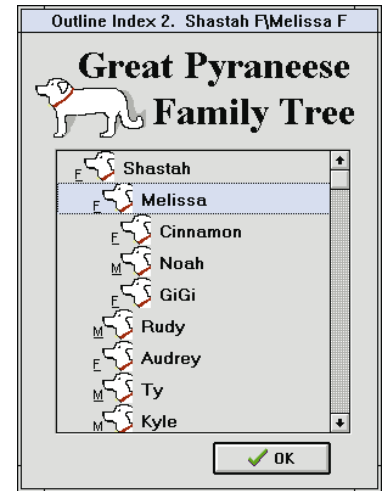 Outline Index 2.  Shastah F\Melissa F
Great Pyraneese
Family Tree
F Shastah
F Melissa
F Cinnamon
M Noah
F GiGi
M Rudy
F Audrey
M Ty
M Kyle
OK